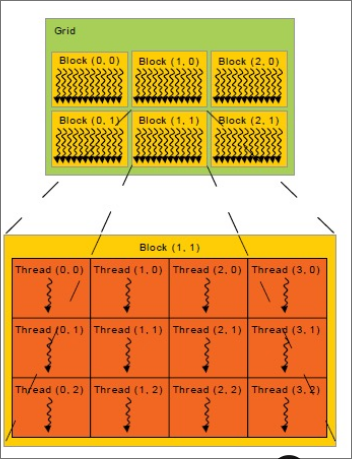 Grid
Block (0, 0) Block (1, 0) Block (2, 0)
Block (0, 1) Block (1, 1) Block (2, 1)
Block (1, 1)
Thread (0, 0) Thread (1, 0) Thread (2, 0) Thread (3, 0)
Thread (0, 1) Thread (1, 1) Thread (2, 1) Thread (3, 1)
Thread (0, 2) Thread (1, 2) Thread (2, 2) Thread (3, 2)